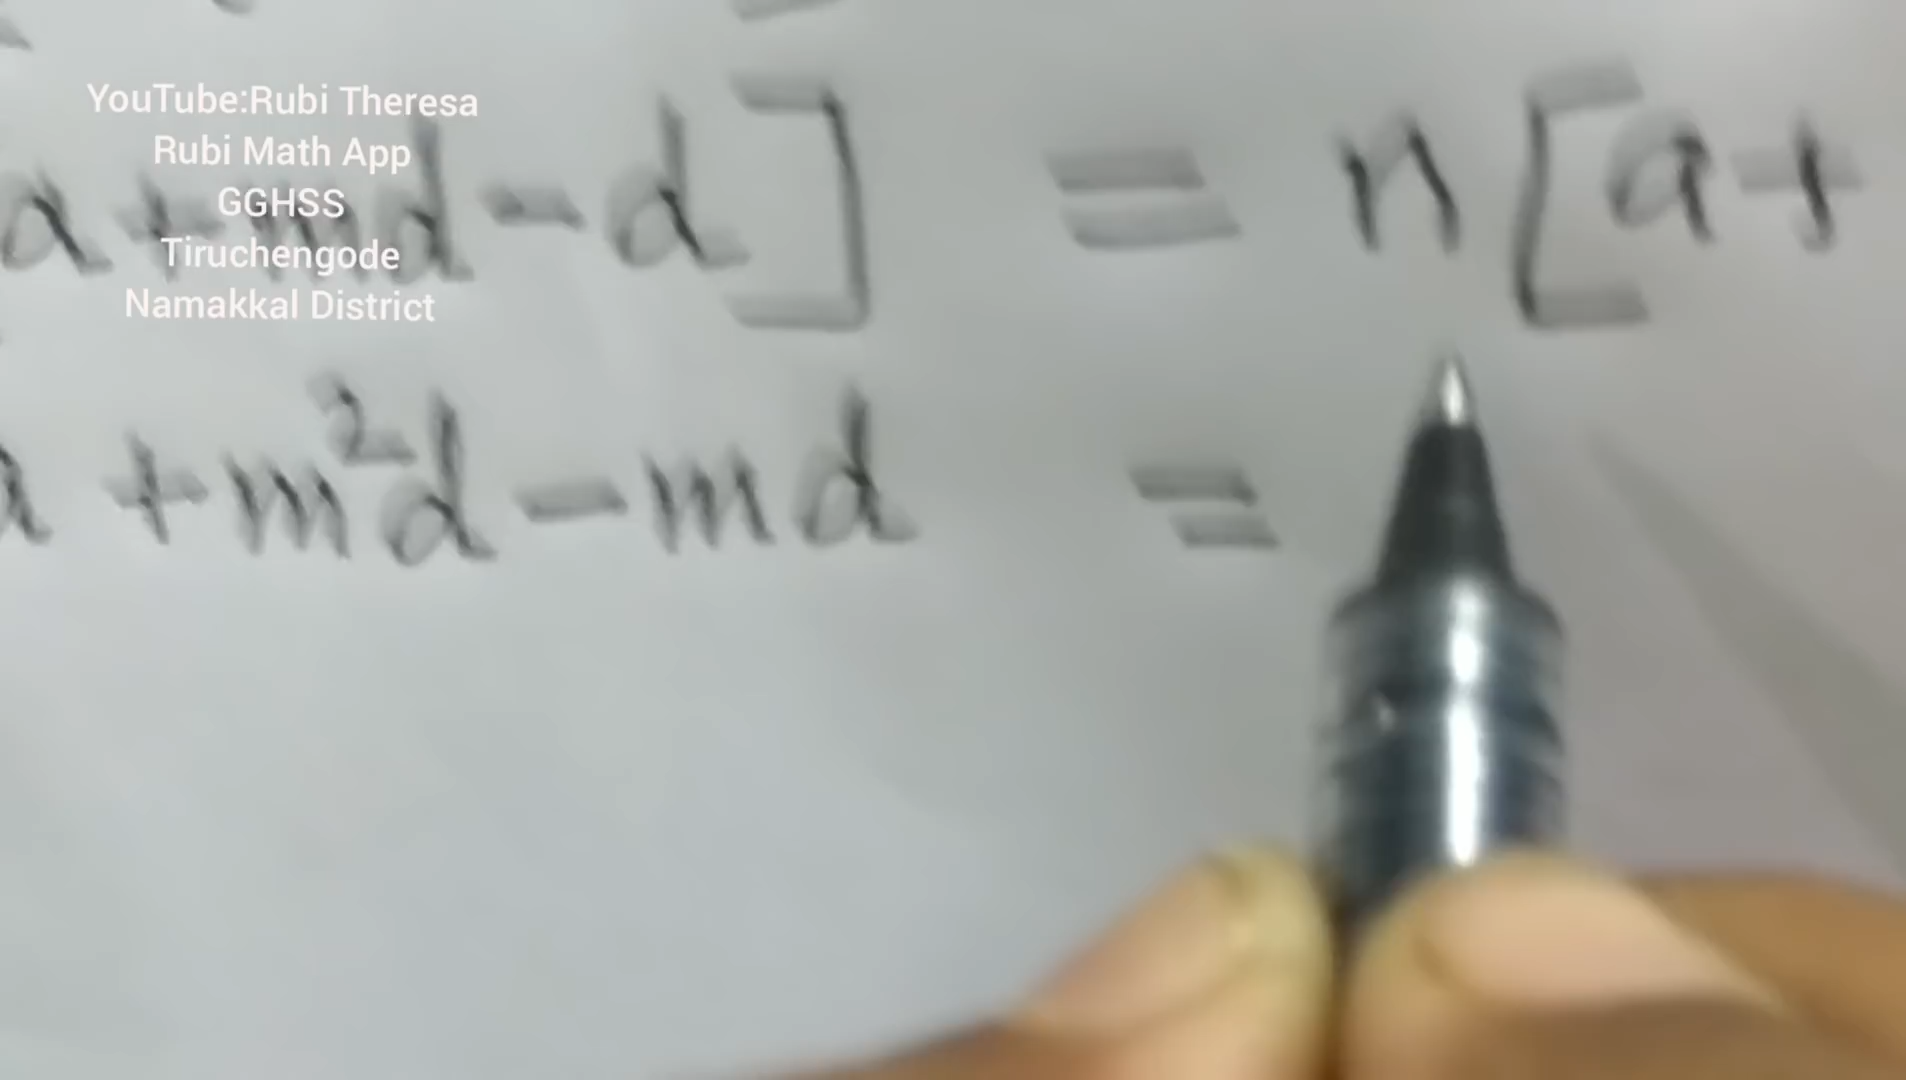 YouTube:Rubi Theresa
Rubi Math App
GGHSS
Tiruchengode
Namakkal District
a+md-d] = n[a+
a +m²d-md =